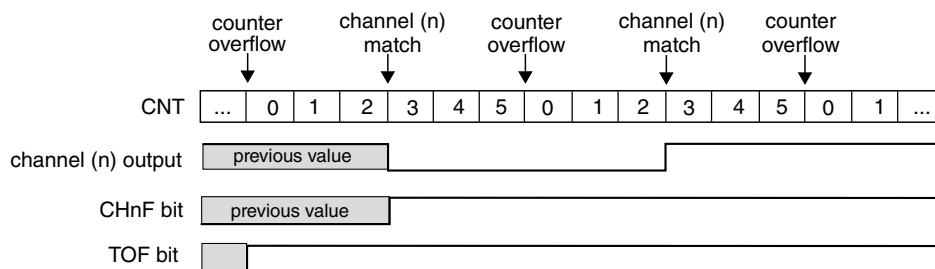 counter overflow
channel (n) match
counter overflow
channel (n) match
counter overflow
CNT ... 0 1 2 3 4 5 0 1 2 3 4 5 0 1 ...
channel (n) output previous value
CHnF bit previous value
TOF bit